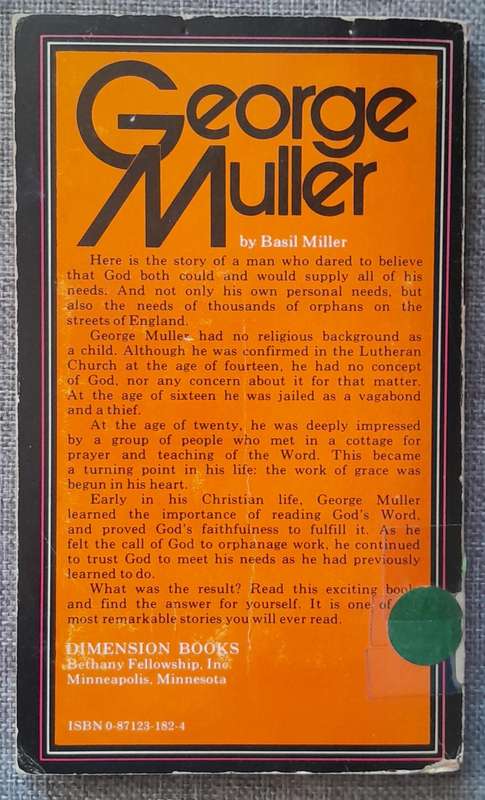 George
Muller
by Basil Miller
Here is the story of a man who dared to believe
that God both could and would supply all of his
needs. And not only his own personal needs, but
also the needs of thousands of orphans on the
streets of England.
George Muller had no religious background as
a child. Although he was confirmed in the Lutheran
Church at the age of fourteen, he had no concept
of God, nor any concern about it for that matter.
At the age of sixteen he was jailed as a vagabond
and a thief.
At the age of twenty, he was deeply impressed
by a group of people who met in a cottage for
prayer and teaching of the Word. This became
a turning point in his life: the work of grace was
begun in his heart.
Early in his Christian life, George Muller
learned the importance of reading God's Word,
and proved God's faithfulness to fulfill it. As he
felt the call of God to orphanage work, he continued
to trust God to meet his needs as he had previously
learned to do.
What was the result? Read this exciting book
and find the answer for yourself. It is one of
most remarkable stories you will ever read.
DIMENSION BOOKS
Bethany Fellowship, Inc.
Minneapolis, Minnesota
ISBN 0-87123-182-4